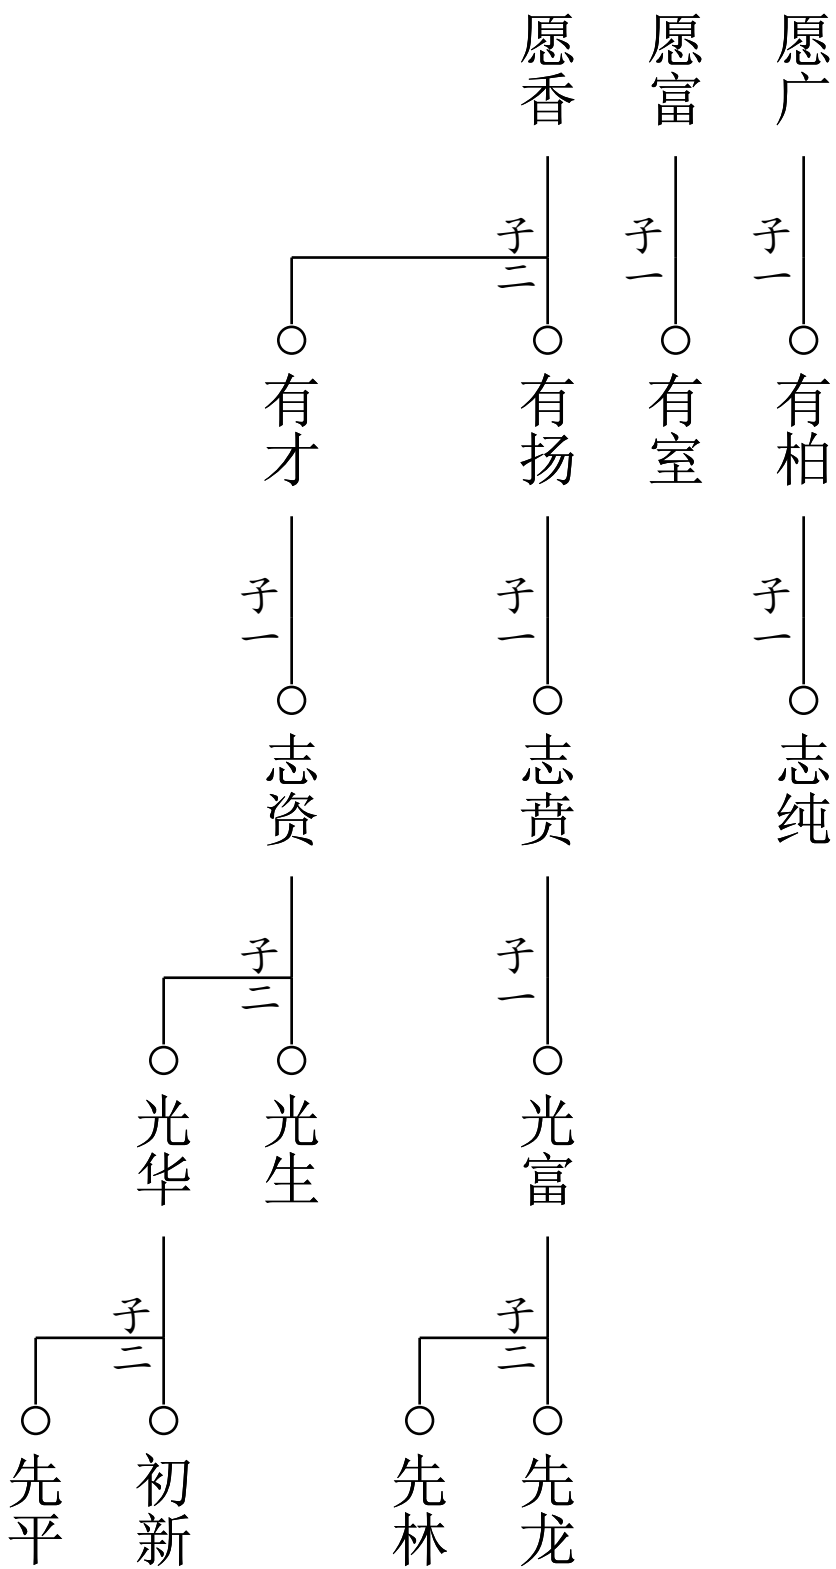 愿广
愿富
愿香
子一
子一
子二
有柏
有室
有扬
有才
子一
子一
子一
志纯
志贲
志资
子一
子二
光富
光生
光华
子二
子二
先龙
先林
初新
先平